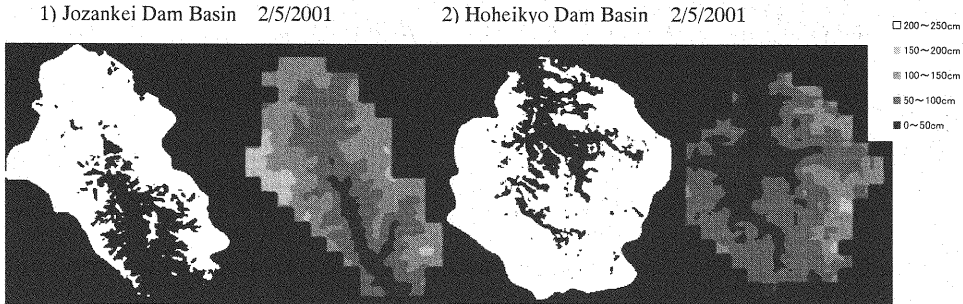 1) Jozankei Dam Basin 2/5/2001
2) Hoheikyo Dam Basin 2/5/2001
200～250cm
150～200cm
100～150cm
50～100cm
0～50cm